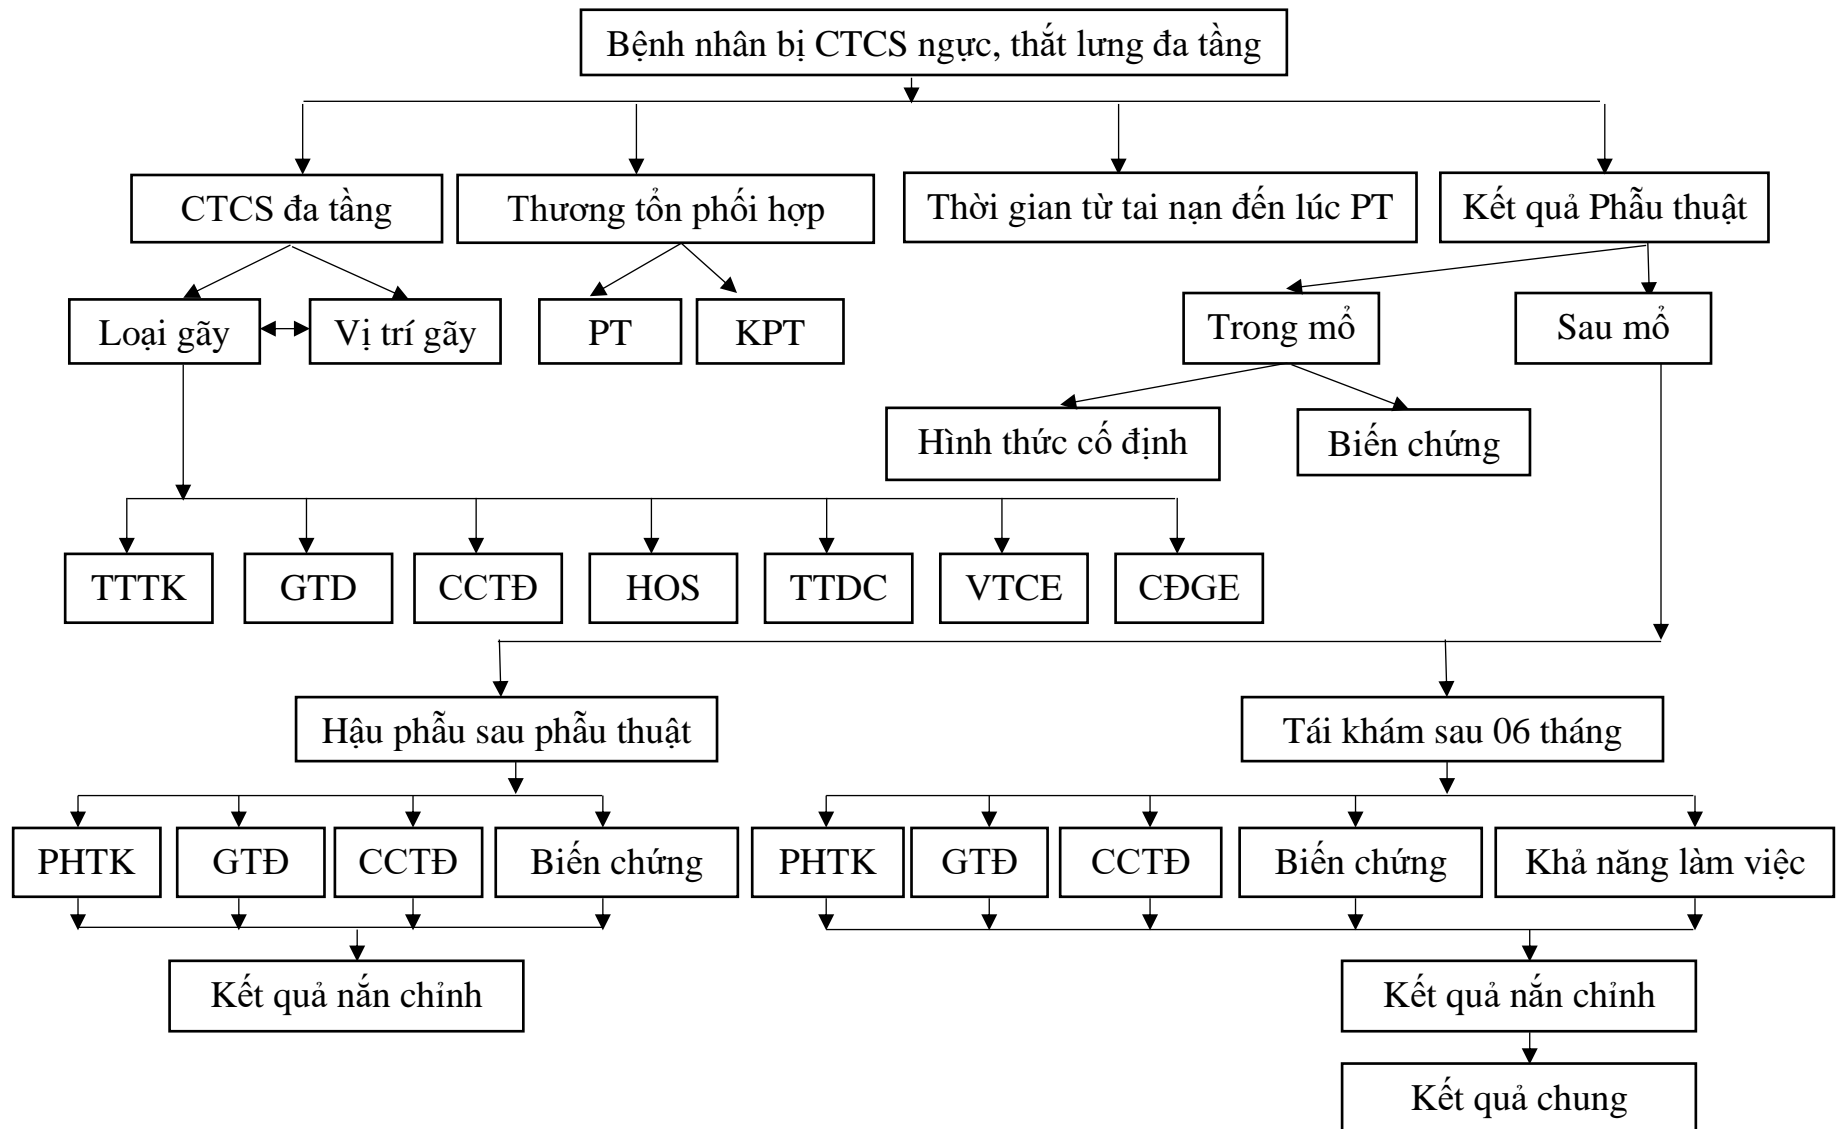 Bệnh nhân bị CTCS ngực, thắt lưng đa tầng
CTCS đa tầng
Thương tổn phối hợp
Thời gian từ tai nạn đến lúc PT
Kết quả Phẫu thuật
Loại gãy
Vị trí gãy
PT
KPT
Trong mổ
Sau mổ
Hình thức cố định
Biến chứng
TTTK
GTD
CCTĐ
HOS
TTDC
VTCE
CĐGE
Hậu phẫu sau phẫu thuật
Tái khám sau 06 tháng
PHTK
GTĐ
CCTĐ
Biến chứng
PHTK
GTĐ
CCTĐ
Biến chứng
Khả năng làm việc
Kết quả nắn chỉnh
Kết quả nắn chỉnh
Kết quả chung